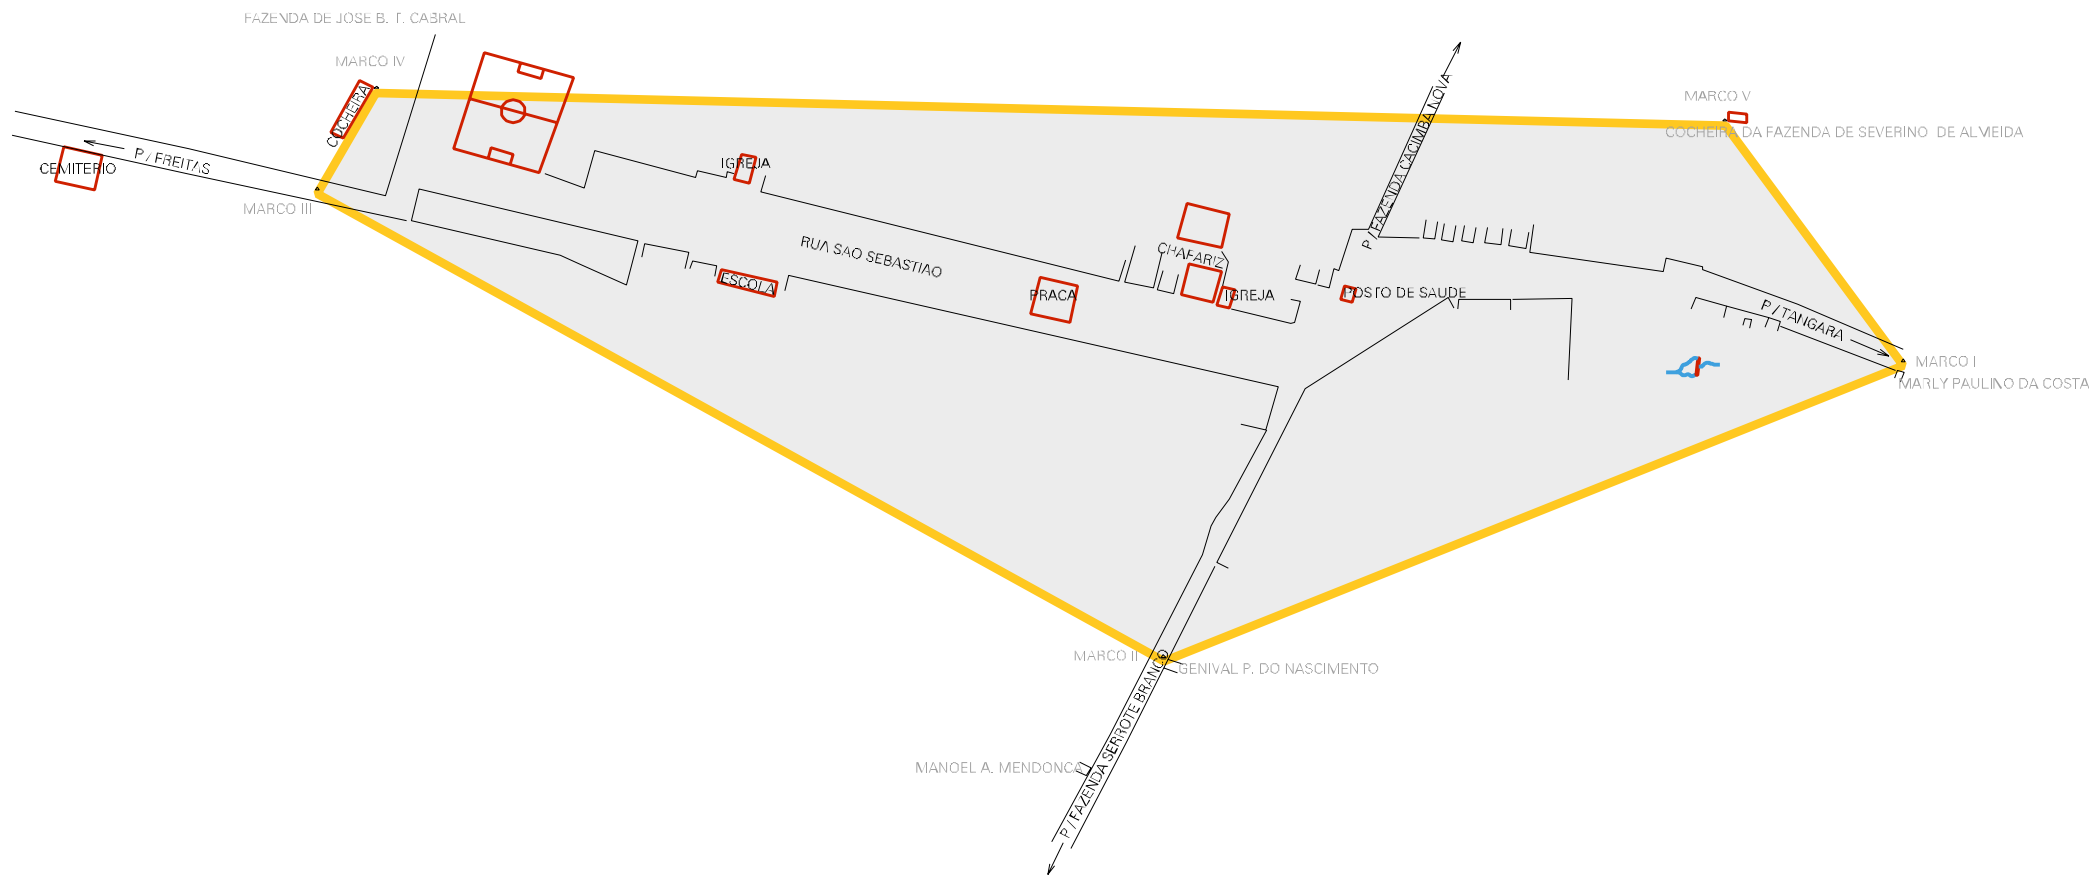 FAZENDA DE JOSE B. T. CABRAL
MARCO IV
COCHEIRA
MARCO V
COCHEIRA DA FAZENDA DE SEVERINO DE ALMEIDA
P / FREITAS
CEMITERIO
IGREJA
P / FAZENDA CACIMBA NOVA
MARCO III
RUA SAO SEBASTIAO
CHAFARIZ
ESCOLA
PRACA
IGREJA
POSTO DE SAUDE
P / TANGARA
MARCO I
MARLY PAULINO DA COSTA
MARCO II
GENIVAL P. DO NASCIMENTO
P / FAZENDA SERROTE BRANCO
MANOEL A. MENDONCA